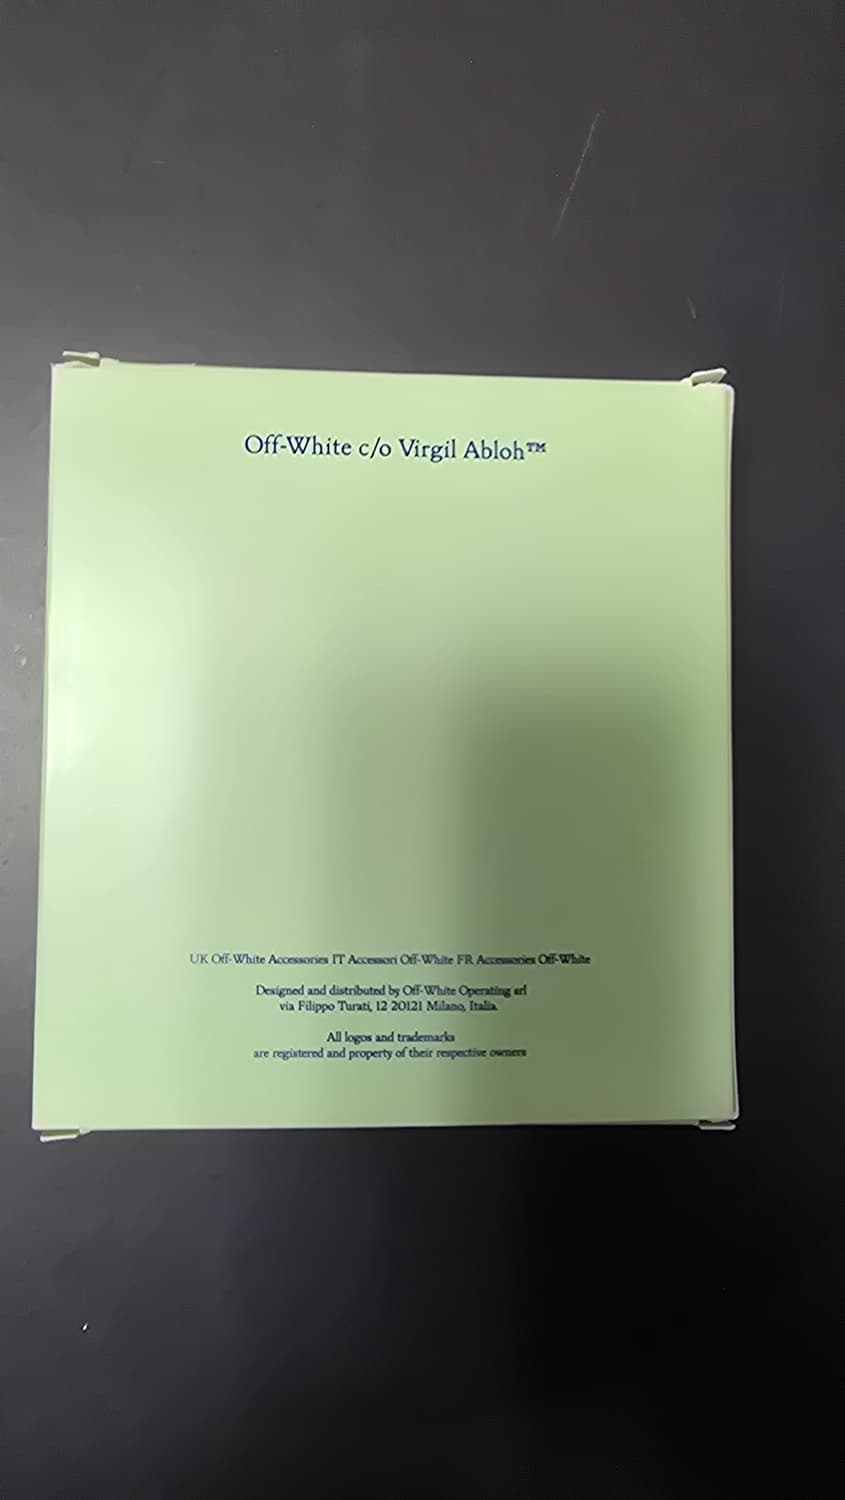 Off-White c/o Virgil Abloh™
UK Off-White Accessories IT Accessori Off-White FR Accessories Off-White
Designed and distributed by Off-White Operating srl
via Filippo Turati, 12 20121 Milano, Italia.
All logos and trademarks
are registered and property of their respective owners